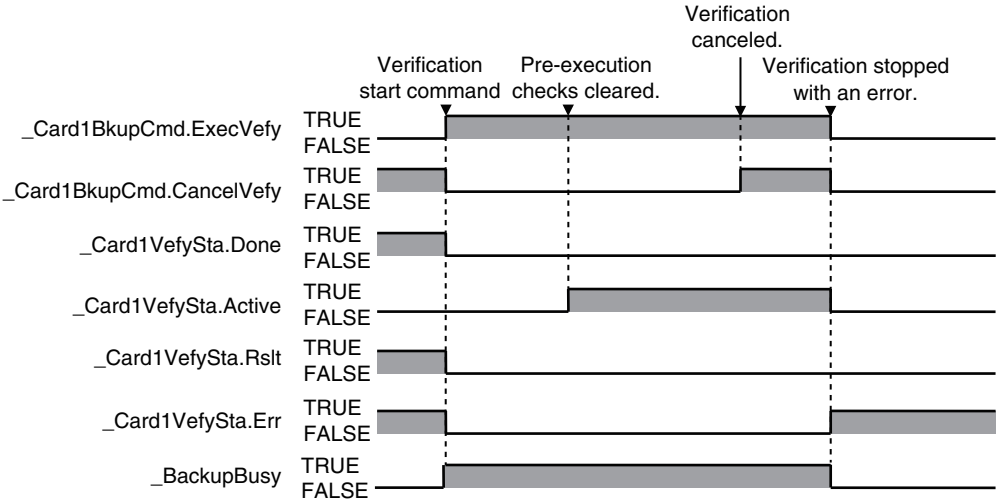 Verification
canceled.
Verification
start command
Pre-execution
checks cleared.
Verification stopped
with an error.
_Card1BkupCmd.ExecVefy
TRUE
FALSE
_Card1BkupCmd.CancelVefy
TRUE
FALSE
_Card1VefySta.Done
TRUE
FALSE
_Card1VefySta.Active
TRUE
FALSE
_Card1VefySta.Rslt
TRUE
FALSE
_Card1VefySta.Err
TRUE
FALSE
_BackupBusy
TRUE
FALSE